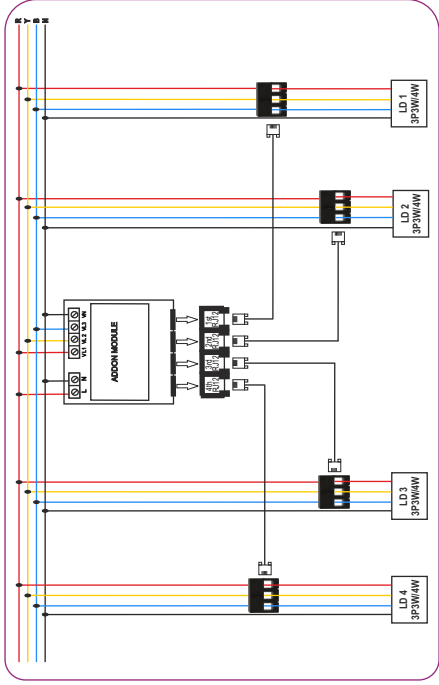 R Y B N
LD 1
3P3W/4W
LD 2
3P3W/4W
L N VL1 VL2 VL3 VN
ADDON MODULE
1st
RJ12
2nd
RJ12
3rd
RJ12
4th
RJ12
LD 3
3P3W/4W
LD 4
3P3W/4W